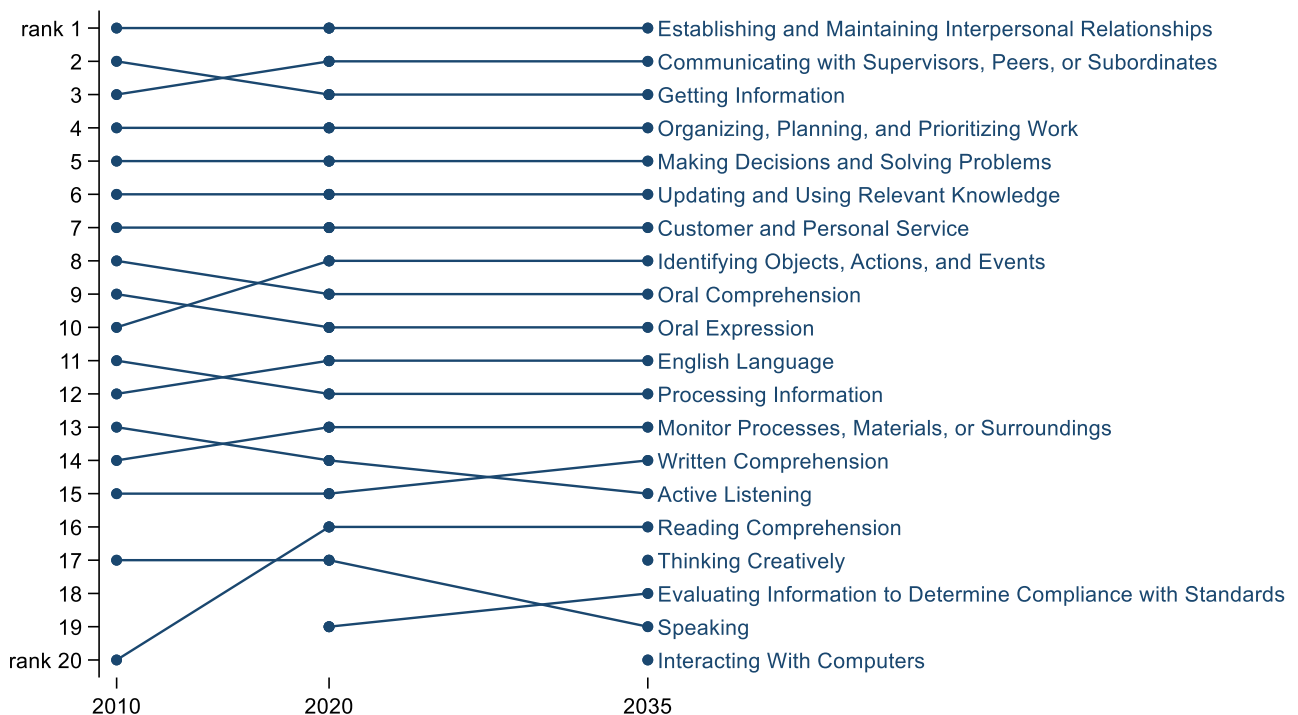 rank 1 Establishing and Maintaining Interpersonal Relationships
2 Communicating with Supervisors, Peers, or Subordinates
3 Getting Information
4 Organizing, Planning, and Prioritizing Work
5 Making Decisions and Solving Problems
6 Updating and Using Relevant Knowledge
7 Customer and Personal Service
8 Identifying Objects, Actions, and Events
9 Oral Comprehension
10 Oral Expression
11 English Language
12 Processing Information
13 Monitor Processes, Materials, or Surroundings
14 Written Comprehension
15 Active Listening
16 Reading Comprehension
17 Thinking Creatively
18 Evaluating Information to Determine Compliance with Standards
19 Speaking
rank 20 Interacting With Computers
2010 2020 2035